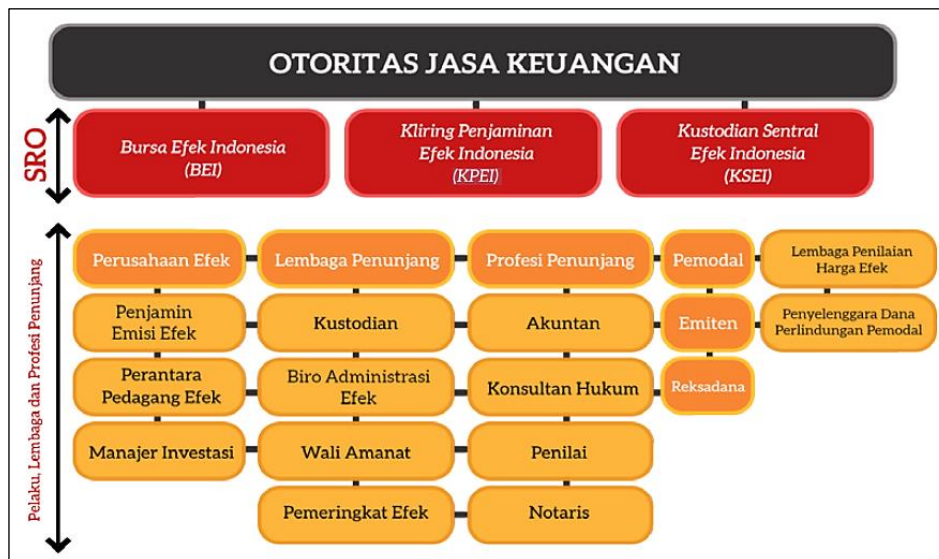 OTORITAS JASA KEUANGAN
SRO
Bursa Efek Indonesia
(BEI)
Kliring Penjaminan
Efek Indonesia
(KPEI)
Kustodian Sentral
Efek Indonesia
(KSEI)
Pelaku, Lembaga dan Profesi Penunjang
Perusahaan Efek
Penjamin
Emisi Efek
Perantara
Pedagang Efek
Manajer Investasi
Lembaga Penunjang
Kustodian
Biro Administrasi
Efek
Wali Amanat
Pemeringkat Efek
Profesi Penunjang
Akuntan
Konsultan Hukum
Penilai
Notaris
Pemodal
Emiten
Reksadana
Lembaga Penilaian
Harga Efek
Penyelenggara Dana
Perlindungan Pemodal